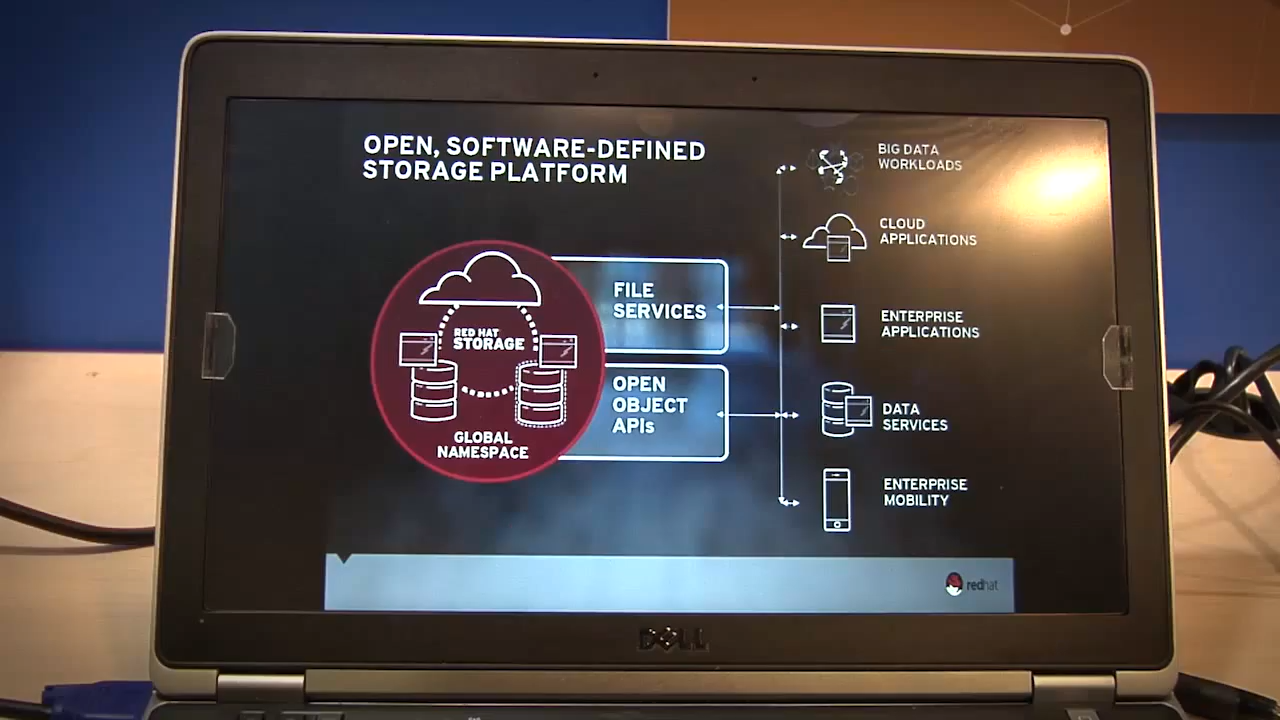 OPEN, SOFTWARE-DEFINED
STORAGE PLATFORM
RED HAT
STORAGE
GLOBAL
NAMESPACE
FILE
SERVICES
OPEN
OBJECT
APIs
BIG DATA
WORKLOADS
CLOUD
APPLICATIONS
ENTERPRISE
APPLICATIONS
DATA
SERVICES
ENTERPRISE
MOBILITY
redhat
DELL